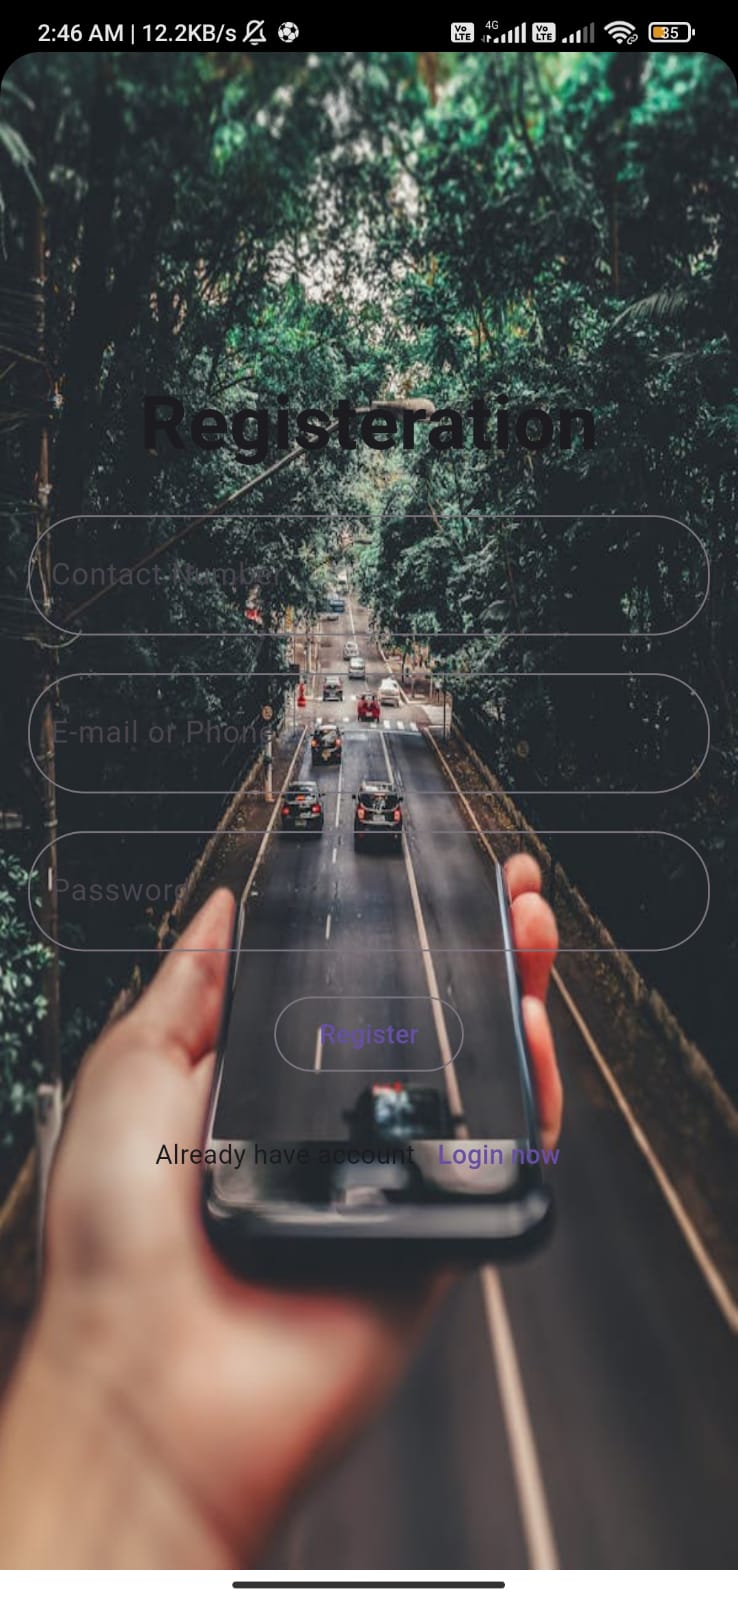 2:46 AM | 12.2KB/s
Vo LTE 4G Vo LTE 35
Registeration
Contact Number
E-mail or Phone
Password
Register
Already have account Login now